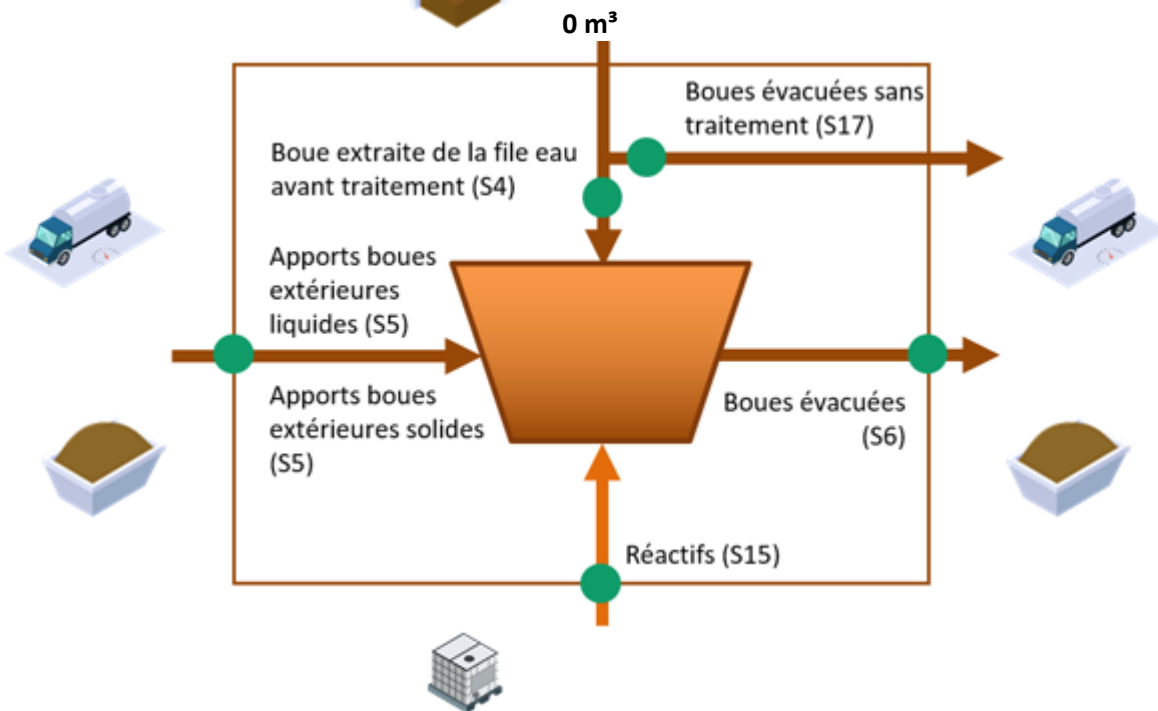 0 m³
Boues évacuées sans
traitement (S17)
Boue extraite de la file eau
avant traitement (S4)
Apports boues
extérieures
liquides (S5)
Apports boues
extérieures solides
(S5)
Boues évacuées
(S6)
Réactifs (S15)